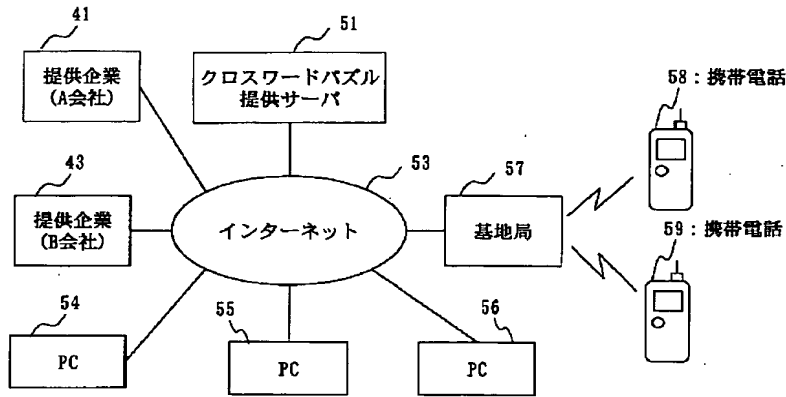 41
提供企業
(A会社)
51
クロスワードパズル
提供サーバ
58:携帯電話
43
提供企業
(B会社)
53
インターネット
57
基地局
59:携帯電話
54
PC
55
PC
56
PC